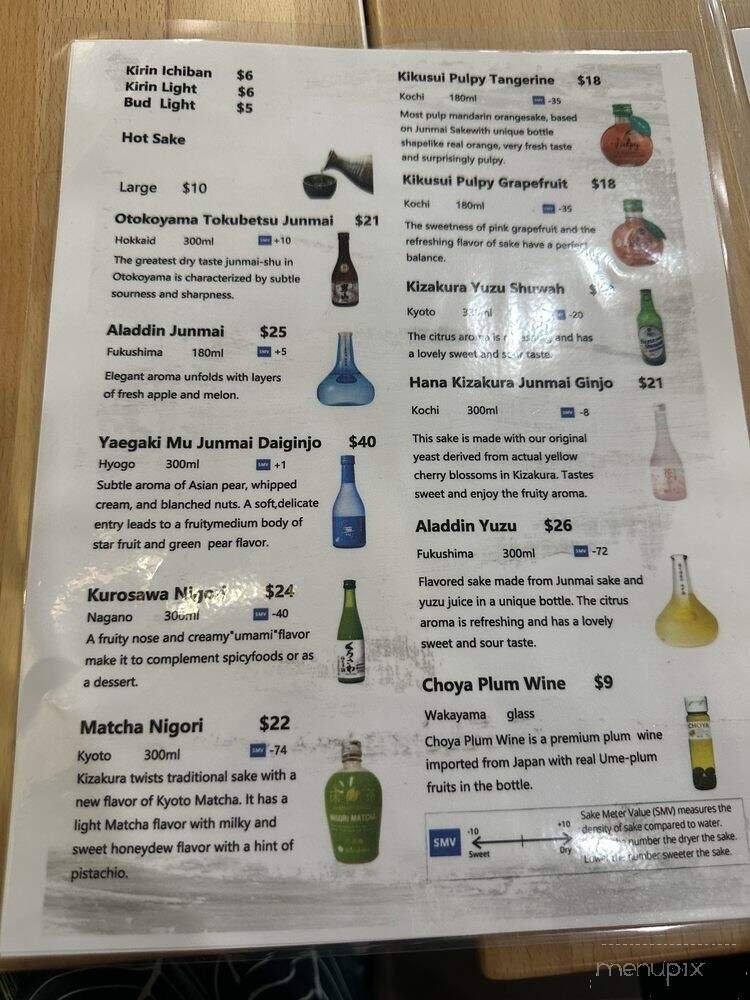 Kirin Ichiban $6
Kirin Light $6
Bud Light $5
Hot Sake
Large $10
Otokoyama Tokubetsu Junmai $21
Hokkaid 300ml SMV +10
The greatest dry taste junmai-shu in
Otokoyama is characterized by subtle
sourness and sharpness.
Aladdin Junmai $25
Fukushima 180ml SMV +5
Elegant aroma unfolds with layers
of fresh apple and melon.
Yaegaki Mu Junmai Daiginjo $40
Hyogo 300ml SMV +1
Subtle aroma of Asian pear, whipped
cream, and blanched nuts. A soft,delicate
entry leads to a fruitymedium body of
star fruit and green pear flavor.
Kurosawa Nigori $24
Nagano 300ml SMV -40
A fruity nose and creamy"umami"flavor
make it to complement spicyfoods or as
a dessert.
Matcha Nigori $22
Kyoto 300ml SMV -74
Kizakura twists traditional sake with a
new flavor of Kyoto Matcha. It has a
light Matcha flavor with milky and
sweet honeydew flavor with a hint of
pistachio.
NIGORI MATCHA
Kikusui Pulpy Tangerine $18
Kochi 180ml SMV -35
Most pulp mandarin orangesake, based
on Junmai Sakewith unique bottle
shapelike real orange, very fresh taste
and surprisingly pulpy.
Pulpy
Kikusui Pulpy Grapefruit $18
Kochi 180ml SMV -35
The sweetness of pink grapefruit and the
refreshing flavor of sake have a perfect
balance.
Kizakura Yuzu Shuwah
Kyoto -20
The citrus aroma is refreshing and has
a lovely sweet and sour taste.
Hana Kizakura Junmai Ginjo $21
Kochi 300ml SMV -8
This sake is made with our original
yeast derived from actual yellow
cherry blossoms in Kizakura. Tastes
sweet and enjoy the fruity aroma.
Aladdin Yuzu $26
Fukushima 300ml SMV -72
Flavored sake made from Junmai sake and
yuzu juice in a unique bottle. The citrus
aroma is refreshing and has a lovely
sweet and sour taste.
Choya Plum Wine $9
Wakayama glass
Choya Plum Wine is a premium plum wine
imported from Japan with real Ume-plum
fruits in the bottle.
CHOYA
SMV -10 +10
Sweet Dry
Sake Meter Value (SMV) measures the
density of sake compared to water.
number the dryer the sake.
number sweeter the sake.
menupix